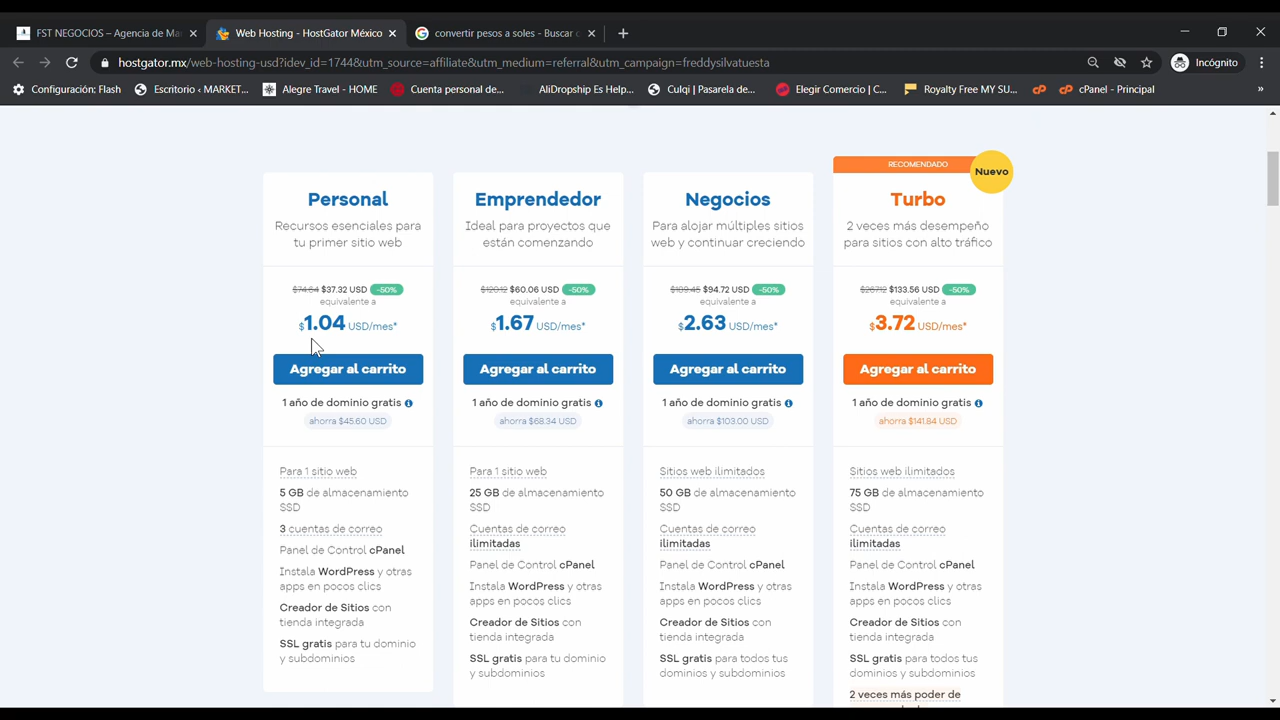 FST NEGOCIOS – Agencia de Ma
Web Hosting - HostGator México
convertir pesos a soles - Buscar
hostgator.mx/web-hosting-usd?idev_id=1744&utm_source=affiliate&utm_medium=referral&utm_campaign=freddysilvatuesta
Incógnito
Configuración: Flash
Escritorio ‹ MARKET...
Alegre Travel - HOME
Cuenta personal de...
AliDropship Es Help...
Culqi | Pasarela de...
Elegir Comercio | C...
Royalty Free MY SU...
cPanel - Principal
»
Personal
Recursos esenciales para
tu primer sitio web
$74.64 $37.32 USD -50%
equivalente a
$1.04 USD/mes*
Agregar al carrito
1 año de dominio gratis
ahorra $45.60 USD
Para 1 sitio web
5 GB de almacenamiento
SSD
3 cuentas de correo
Panel de Control cPanel
Instala WordPress y otras
apps en pocos clics
Creador de Sitios con
tienda integrada
SSL gratis para tu dominio
y subdominios
Emprendedor
Ideal para proyectos que
están comenzando
$120.12 $60.06 USD -50%
equivalente a
$1.67 USD/mes*
Agregar al carrito
1 año de dominio gratis
ahorra $68.34 USD
Para 1 sitio web
25 GB de almacenamiento
SSD
Cuentas de correo
ilimitadas
Panel de Control cPanel
Instala WordPress y otras
apps en pocos clics
Creador de Sitios con
tienda integrada
SSL gratis para tu dominio
y subdominios
Negocios
Para alojar múltiples sitios
web y continuar creciendo
$189.45 $94.72 USD -50%
equivalente a
$2.63 USD/mes*
Agregar al carrito
1 año de dominio gratis
ahorra $103.00 USD
Sitios web ilimitados
50 GB de almacenamiento
SSD
Cuentas de correo
ilimitadas
Panel de Control cPanel
Instala WordPress y otras
apps en pocos clics
Creador de Sitios con
tienda integrada
SSL gratis para todos tus
dominios y subdominios
RECOMENDADO
Nuevo
Turbo
2 veces más desempeño
para sitios con alto tráfico
$267.12 $133.56 USD -50%
equivalente a
$3.72 USD/mes*
Agregar al carrito
1 año de dominio gratis
ahorra $141.84 USD
Sitios web ilimitados
75 GB de almacenamiento
SSD
Cuentas de correo
ilimitadas
Panel de Control cPanel
Instala WordPress y otras
apps en pocos clics
Creador de Sitios con
tienda integrada
SSL gratis para todos tus
dominios y subdominios
2 veces más poder de